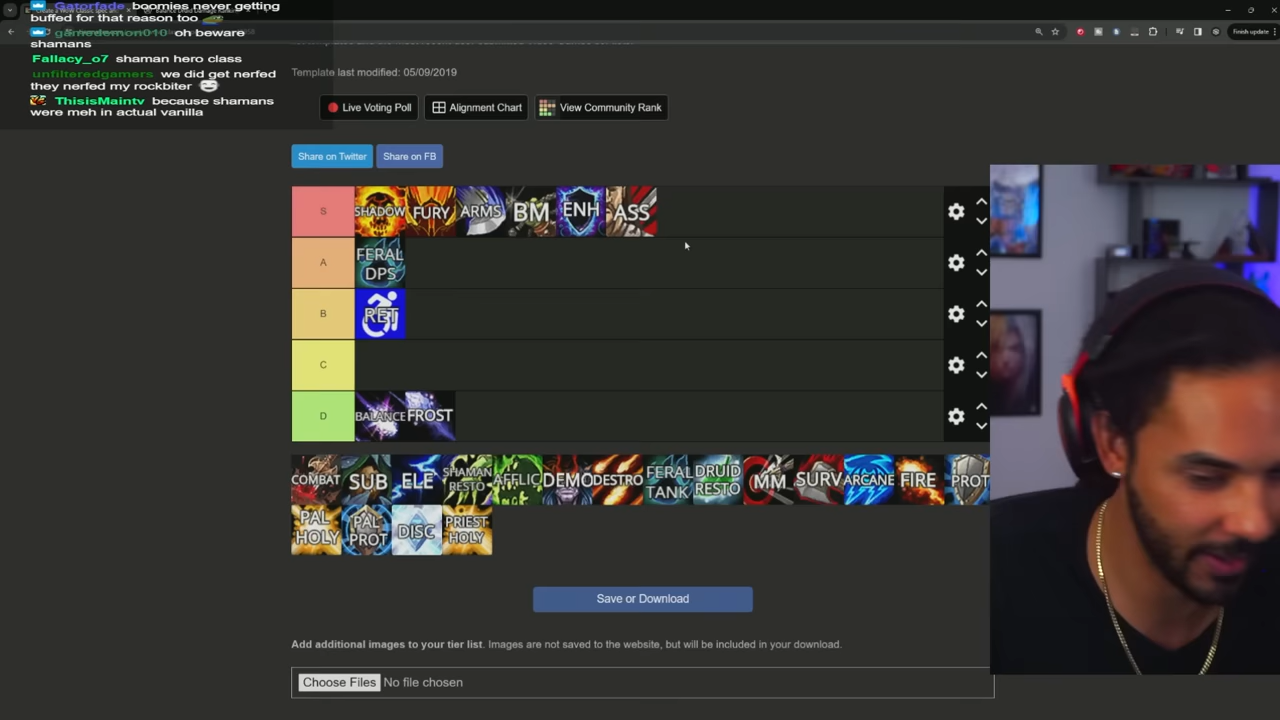 Gatorfade: boomies never getting
buffed for that reason too
gamedemon010 oh beware
shamans
Fallacy_o7 shaman hero class
unfilteredgamers we did get nerfed
they nerfed my rockbiter
ThisisMaintv because shamans
were meh in actual vanilla
Finish update
Template last modified: 05/09/2019
Live Voting Poll
Alignment Chart
View Community Rank
Share on Twitter
Share on FB
S
SHADOW
FURY
ARMS
BM
ENH
ASS
A
FERAL
DPS
B
RET
C
D
BALANCE
FROST
COMBAT
SUB
ELE
SHAMAN
RESTO
AFFLIC
DEMO
DESTRO
FERAL
TANK
DRUID
RESTO
MM
SURV
ARCANE
FIRE
PROT
PAL
HOLY
PAL
PROT
DISC
PRIEST
HOLY
Save or Download
Add additional images to your tier list. Images are not saved to the website, but will be included in your download.
Choose Files No file chosen